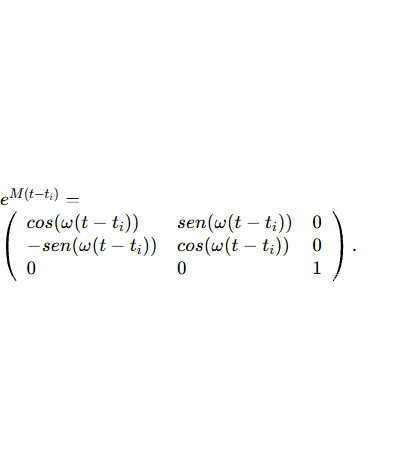 e^{M(t−t_i)} =
( cos(ω(t − t_i)) sen(ω(t − t_i)) 0
−sen(ω(t − t_i)) cos(ω(t − t_i)) 0
0 0 1 ) .